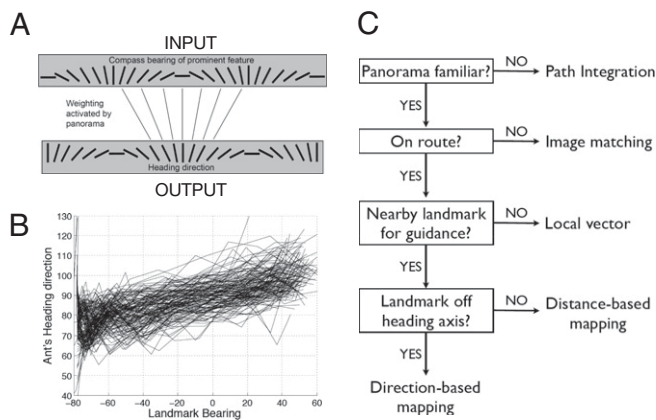 A
INPUT
Compass bearing of prominent feature
Weighting
activated by
panorama
Heading direction
OUTPUT
B
130
120
110
100
90
80
70
60
50
40
Ant's Heading direction
-80 -60 -40 -20 0 20 40 60
Landmark Bearing
C
Panorama familiar?
NO
Path Integration
YES
On route?
NO
Image matching
YES
Nearby landmark
for guidance?
NO
Local vector
YES
Landmark off
heading axis?
NO
Distance-based
mapping
YES
Direction-based
mapping